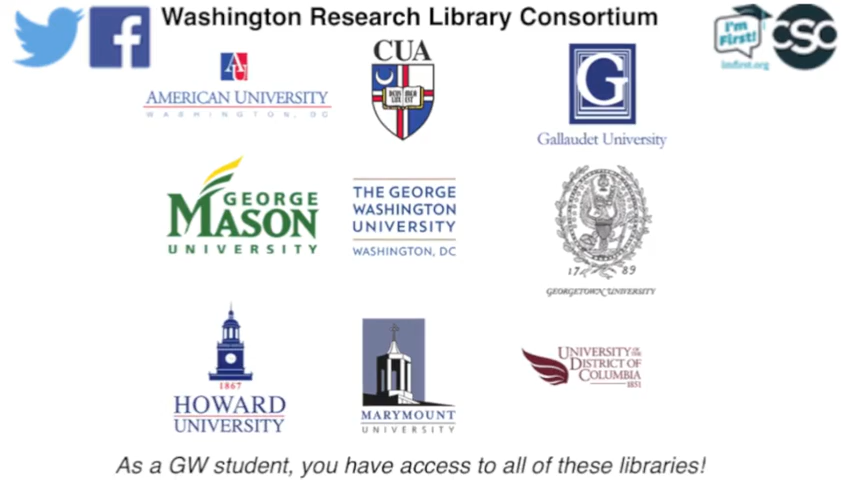 Washington Research Library Consortium
I'm
First!
imfirst.org
CSO
AU
AMERICAN UNIVERSITY
WASHINGTON, DC
CUA
G
Gallaudet University
GEORGE
MASON
UNIVERSITY
THE GEORGE
WASHINGTON
UNIVERSITY
WASHINGTON, DC
17 89
GEORGETOWN UNIVERSITY
1867
HOWARD
UNIVERSITY
MARYMOUNT
UNIVERSITY
UNIVERSITY OF THE
DISTRICT OF
COLUMBIA
1851
As a GW student, you have access to all of these libraries!